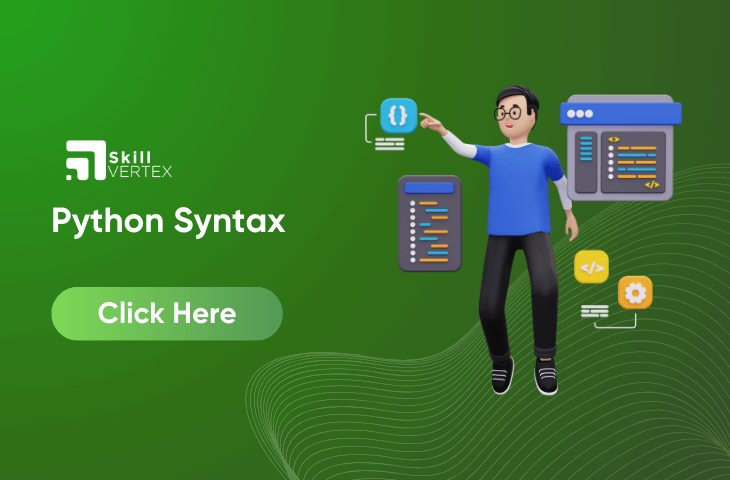 Skill
VERTEX
Python Syntax
Click Here
{}
<>
</>
</>